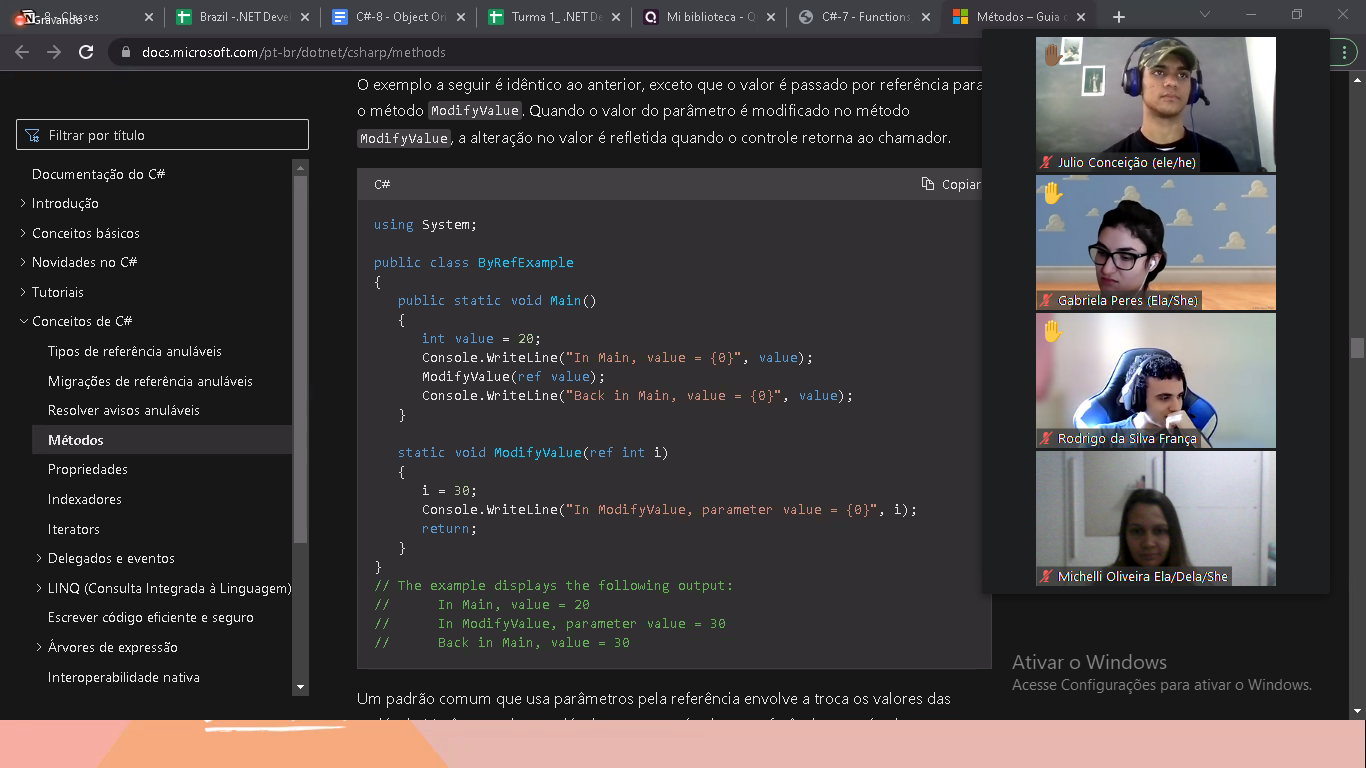 Gravando
Classes
Brazil -.NET Devel
C#-8 - Object Ori
Turma 1_ .NET De
Mi biblioteca - Q
C#-7 - Functions
Métodos – Guia d
docs.microsoft.com/pt-br/dotnet/csharp/methods
Filtrar por título
Documentação do C#
Introdução
Conceitos básicos
Novidades no C#
Tutoriais
Conceitos de C#
Tipos de referência anuláveis
Migrações de referência anuláveis
Resolver avisos anuláveis
Métodos
Propriedades
Indexadores
Iterators
Delegados e eventos
LINQ (Consulta Integrada à Linguagem)
Escrever código eficiente e seguro
Árvores de expressão
Interoperabilidade nativa
O exemplo a seguir é idêntico ao anterior, exceto que o valor é passado por referência para
o método ModifyValue. Quando o valor do parâmetro é modificado no método
ModifyValue, a alteração no valor é refletida quando o controle retorna ao chamador.
C#
Copiar
using System;
public class ByRefExample
{
public static void Main()
{
int value = 20;
Console.WriteLine("In Main, value = {0}", value);
ModifyValue(ref value);
Console.WriteLine("Back in Main, value = {0}", value);
}
static void ModifyValue(ref int i)
{
i = 30;
Console.WriteLine("In ModifyValue, parameter value = {0}", i);
return;
}
}
// The example displays the following output:
// In Main, value = 20
// In ModifyValue, parameter value = 30
// Back in Main, value = 30
Um padrão comum que usa parâmetros pela referência envolve a troca os valores das
Julio Conceição (ele/he)
Gabriela Peres (Ela/She)
Rodrigo da Silva França
Michelli Oliveira Ela/Dela/She
Ativar o Windows
Acesse Configurações para ativar o Windows.